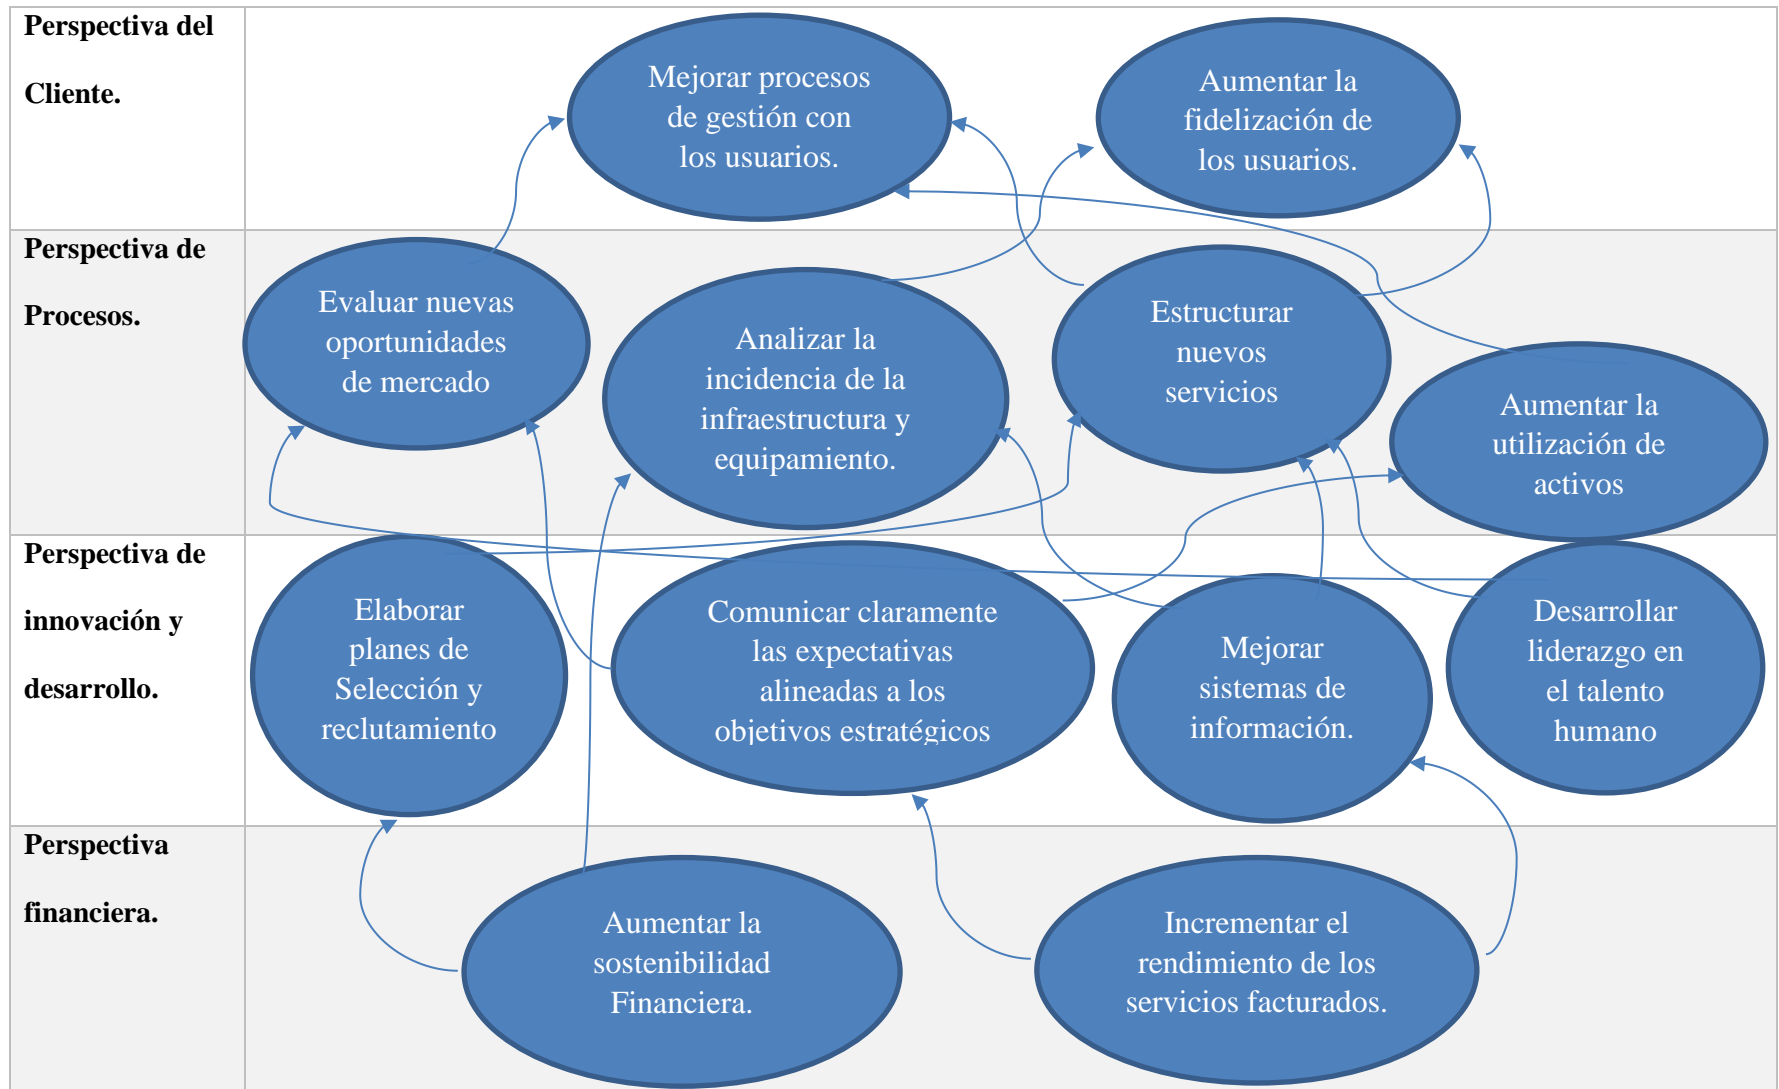 Perspectiva del
Cliente.
Mejorar procesos
de gestión con
los usuarios.
Aumentar la
fidelización de
los usuarios.
Perspectiva de
Procesos.
Evaluar nuevas
oportunidades
de mercado
Analizar la
incidencia de la
infraestructura y
equipamiento.
Estructurar
nuevos
servicios
Aumentar la
utilización de
activos
Perspectiva de
innovación y
desarrollo.
Elaborar
planes de
Selección y
reclutamiento
Comunicar claramente
las expectativas
alineadas a los
objetivos estratégicos
Mejorar
sistemas de
información.
Desarrollar
liderazgo en
el talento
humano
Perspectiva
financiera.
Aumentar la
sostenibilidad
Financiera.
Incrementar el
rendimiento de los
servicios facturados.